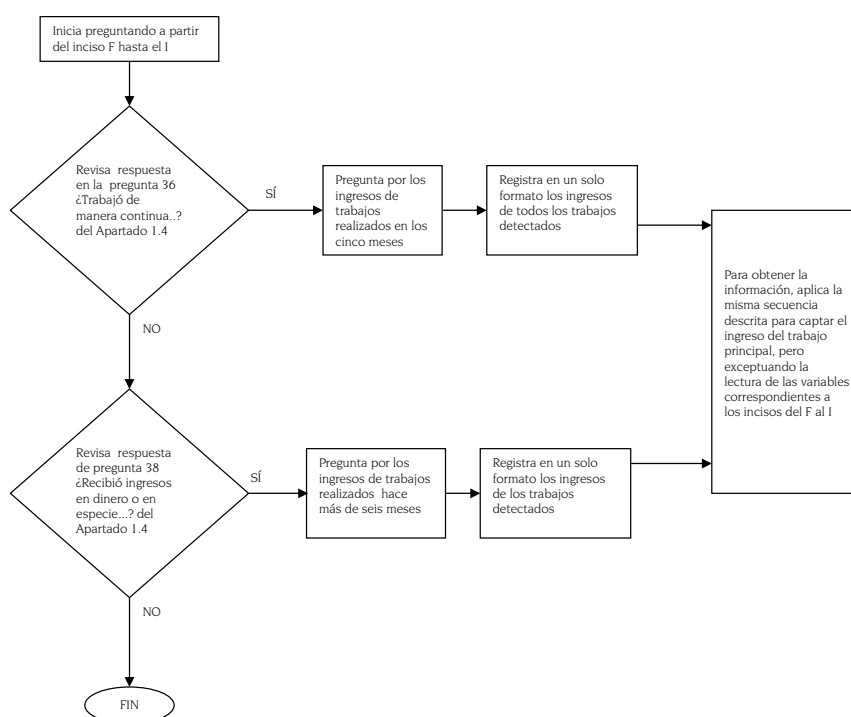 Inicia preguntando a partir
del inciso F hasta el I
Revisa respuesta
en la pregunta 36
¿Trabajó de
manera continua..?
del Apartado 1.4
SÍ
Pregunta por los
ingresos de
trabajos
realizados en los
cinco meses
Registra en un solo
formato los ingresos
de todos los trabajos
detectados
Para obtener la
información, aplica la
misma secuencia
descrita para captar el
ingreso del trabajo
principal, pero
exceptuando la
lectura de las variables
correspondientes a
los incisos del F al I
NO
Revisa respuesta
de pregunta 38
¿Recibió ingresos
en dinero o en
especie...? del
Apartado 1.4
SÍ
Pregunta por los
ingresos de trabajos
realizados hace
más de seis meses
Registra en un solo
formato los ingresos
de los trabajos
detectados
NO
FIN